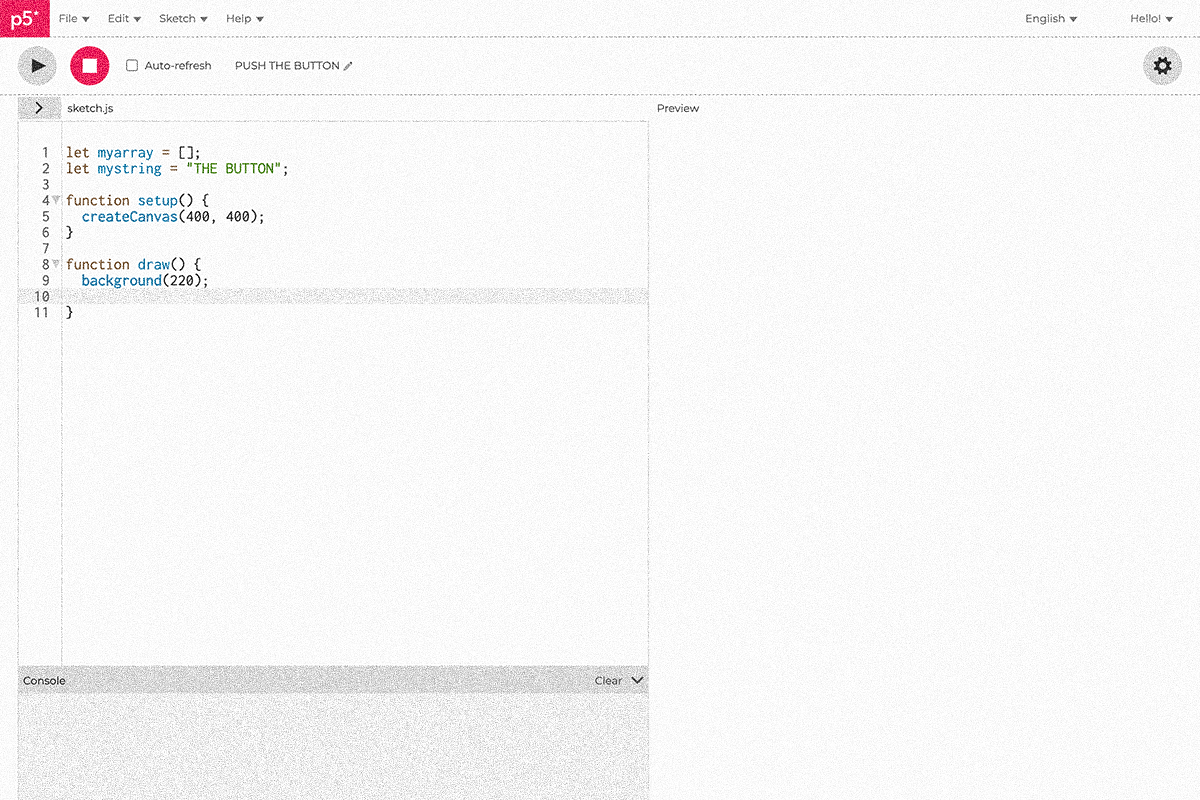 p5* File Edit Sketch Help English Hello!
Auto-refresh PUSH THE BUTTON
sketch.js Preview
1 let myarray = [];
2 let mystring = "THE BUTTON";
3
4 function setup() {
5 createCanvas(400, 400);
6 }
7
8 function draw() {
9 background(220);
10
11 }
Console Clear